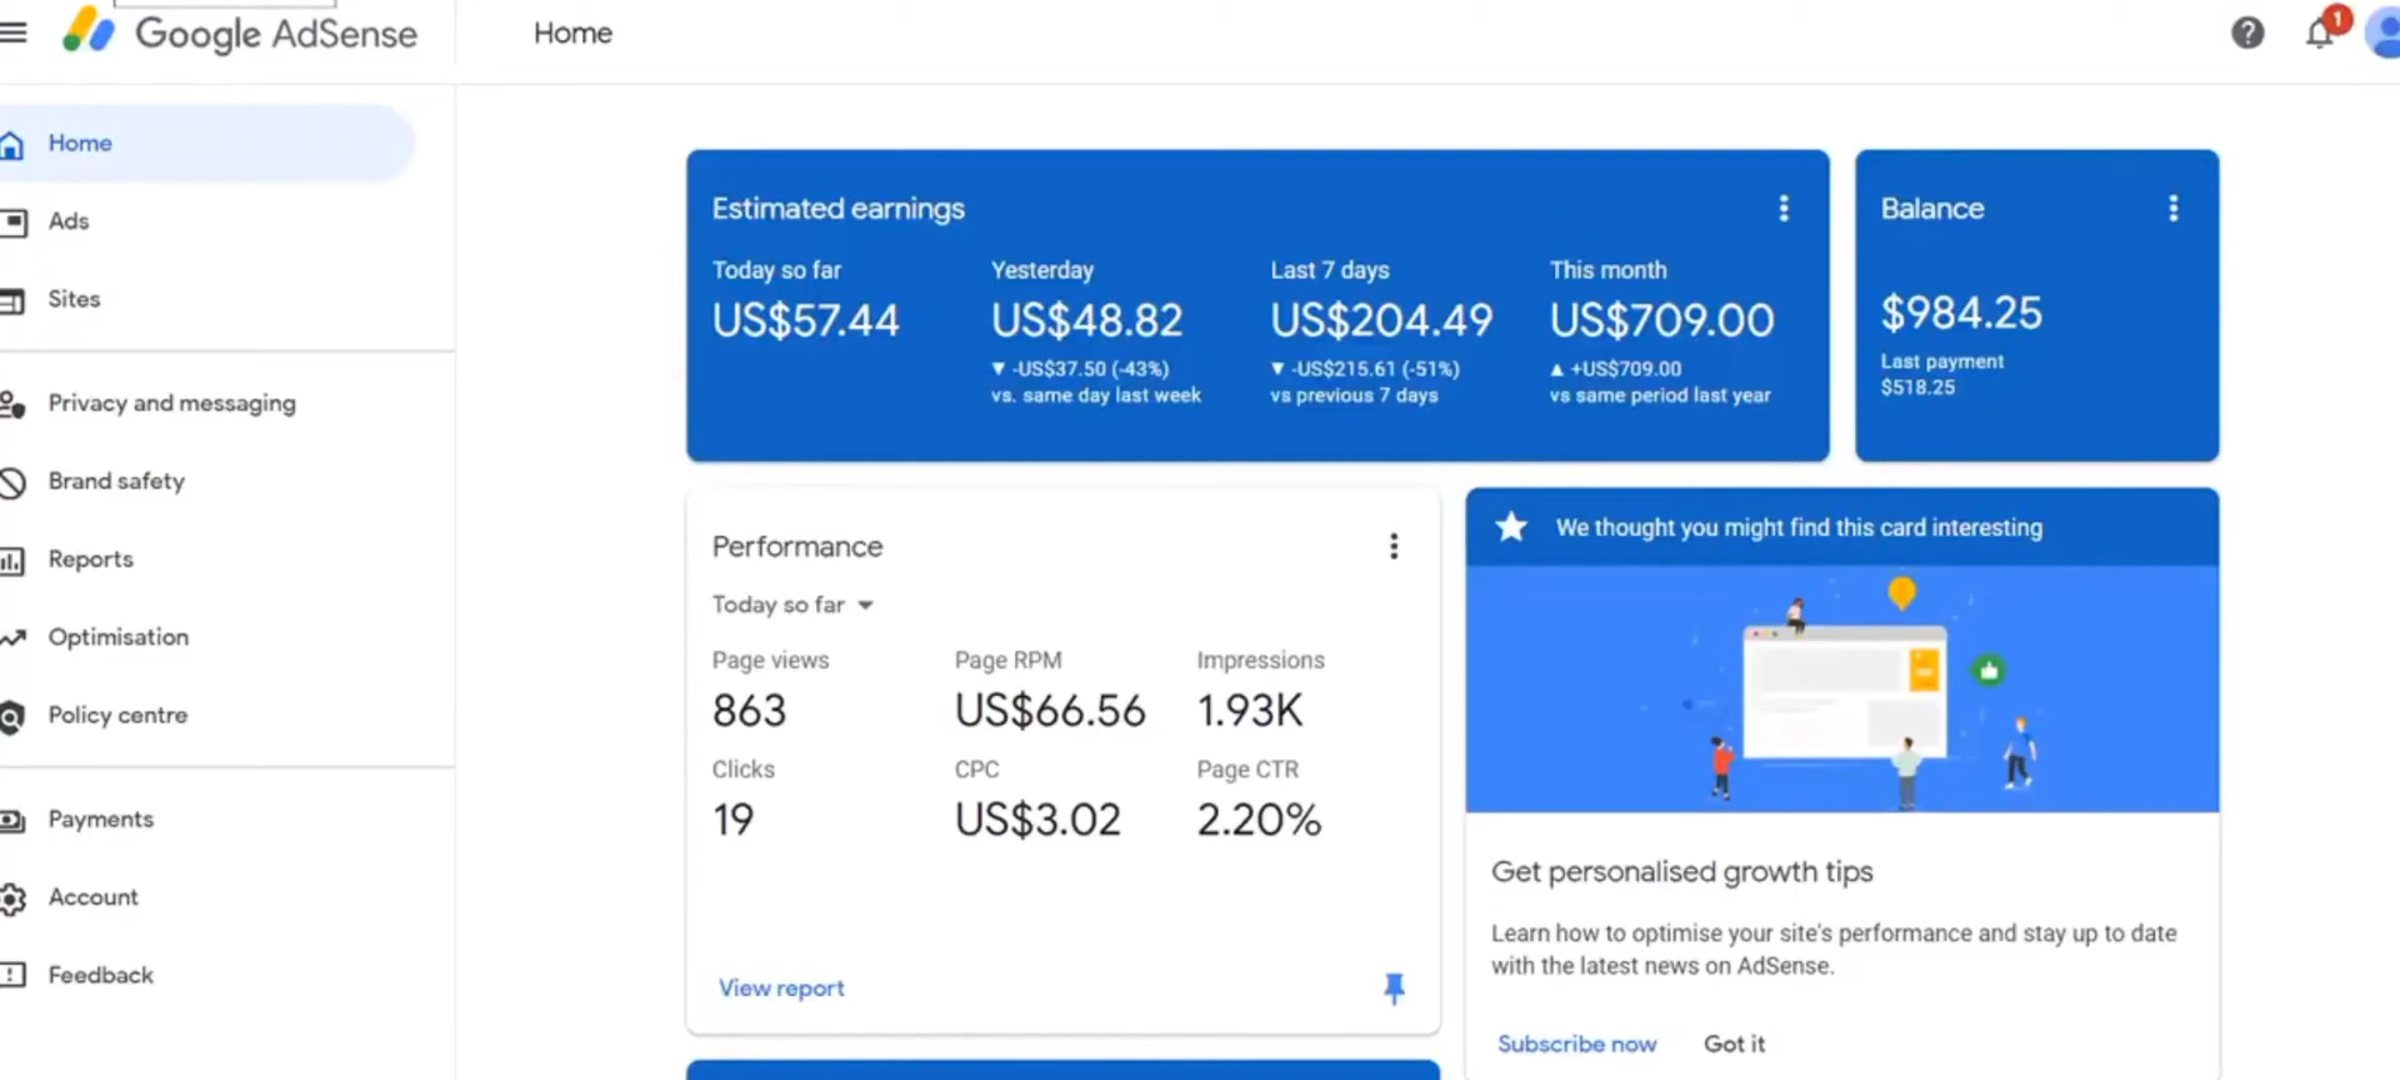 Google AdSense
Home
1
Home
Ads
Sites
Privacy and messaging
Brand safety
Reports
Optimisation
Policy centre
Payments
Account
Feedback
Estimated earnings
Today so far
US$57.44
Yesterday
US$48.82
▼ -US$37.50 (-43%)
vs. same day last week
Last 7 days
US$204.49
▼ -US$215.61 (-51%)
vs previous 7 days
This month
US$709.00
▲ +US$709.00
vs same period last year
Balance
$984.25
Last payment
$518.25
Performance
Today so far
Page views
863
Page RPM
US$66.56
Impressions
1.93K
Clicks
19
CPC
US$3.02
Page CTR
2.20%
View report
We thought you might find this card interesting
Get personalised growth tips
Learn how to optimise your site's performance and stay up to date
with the latest news on AdSense.
Subscribe now
Got it